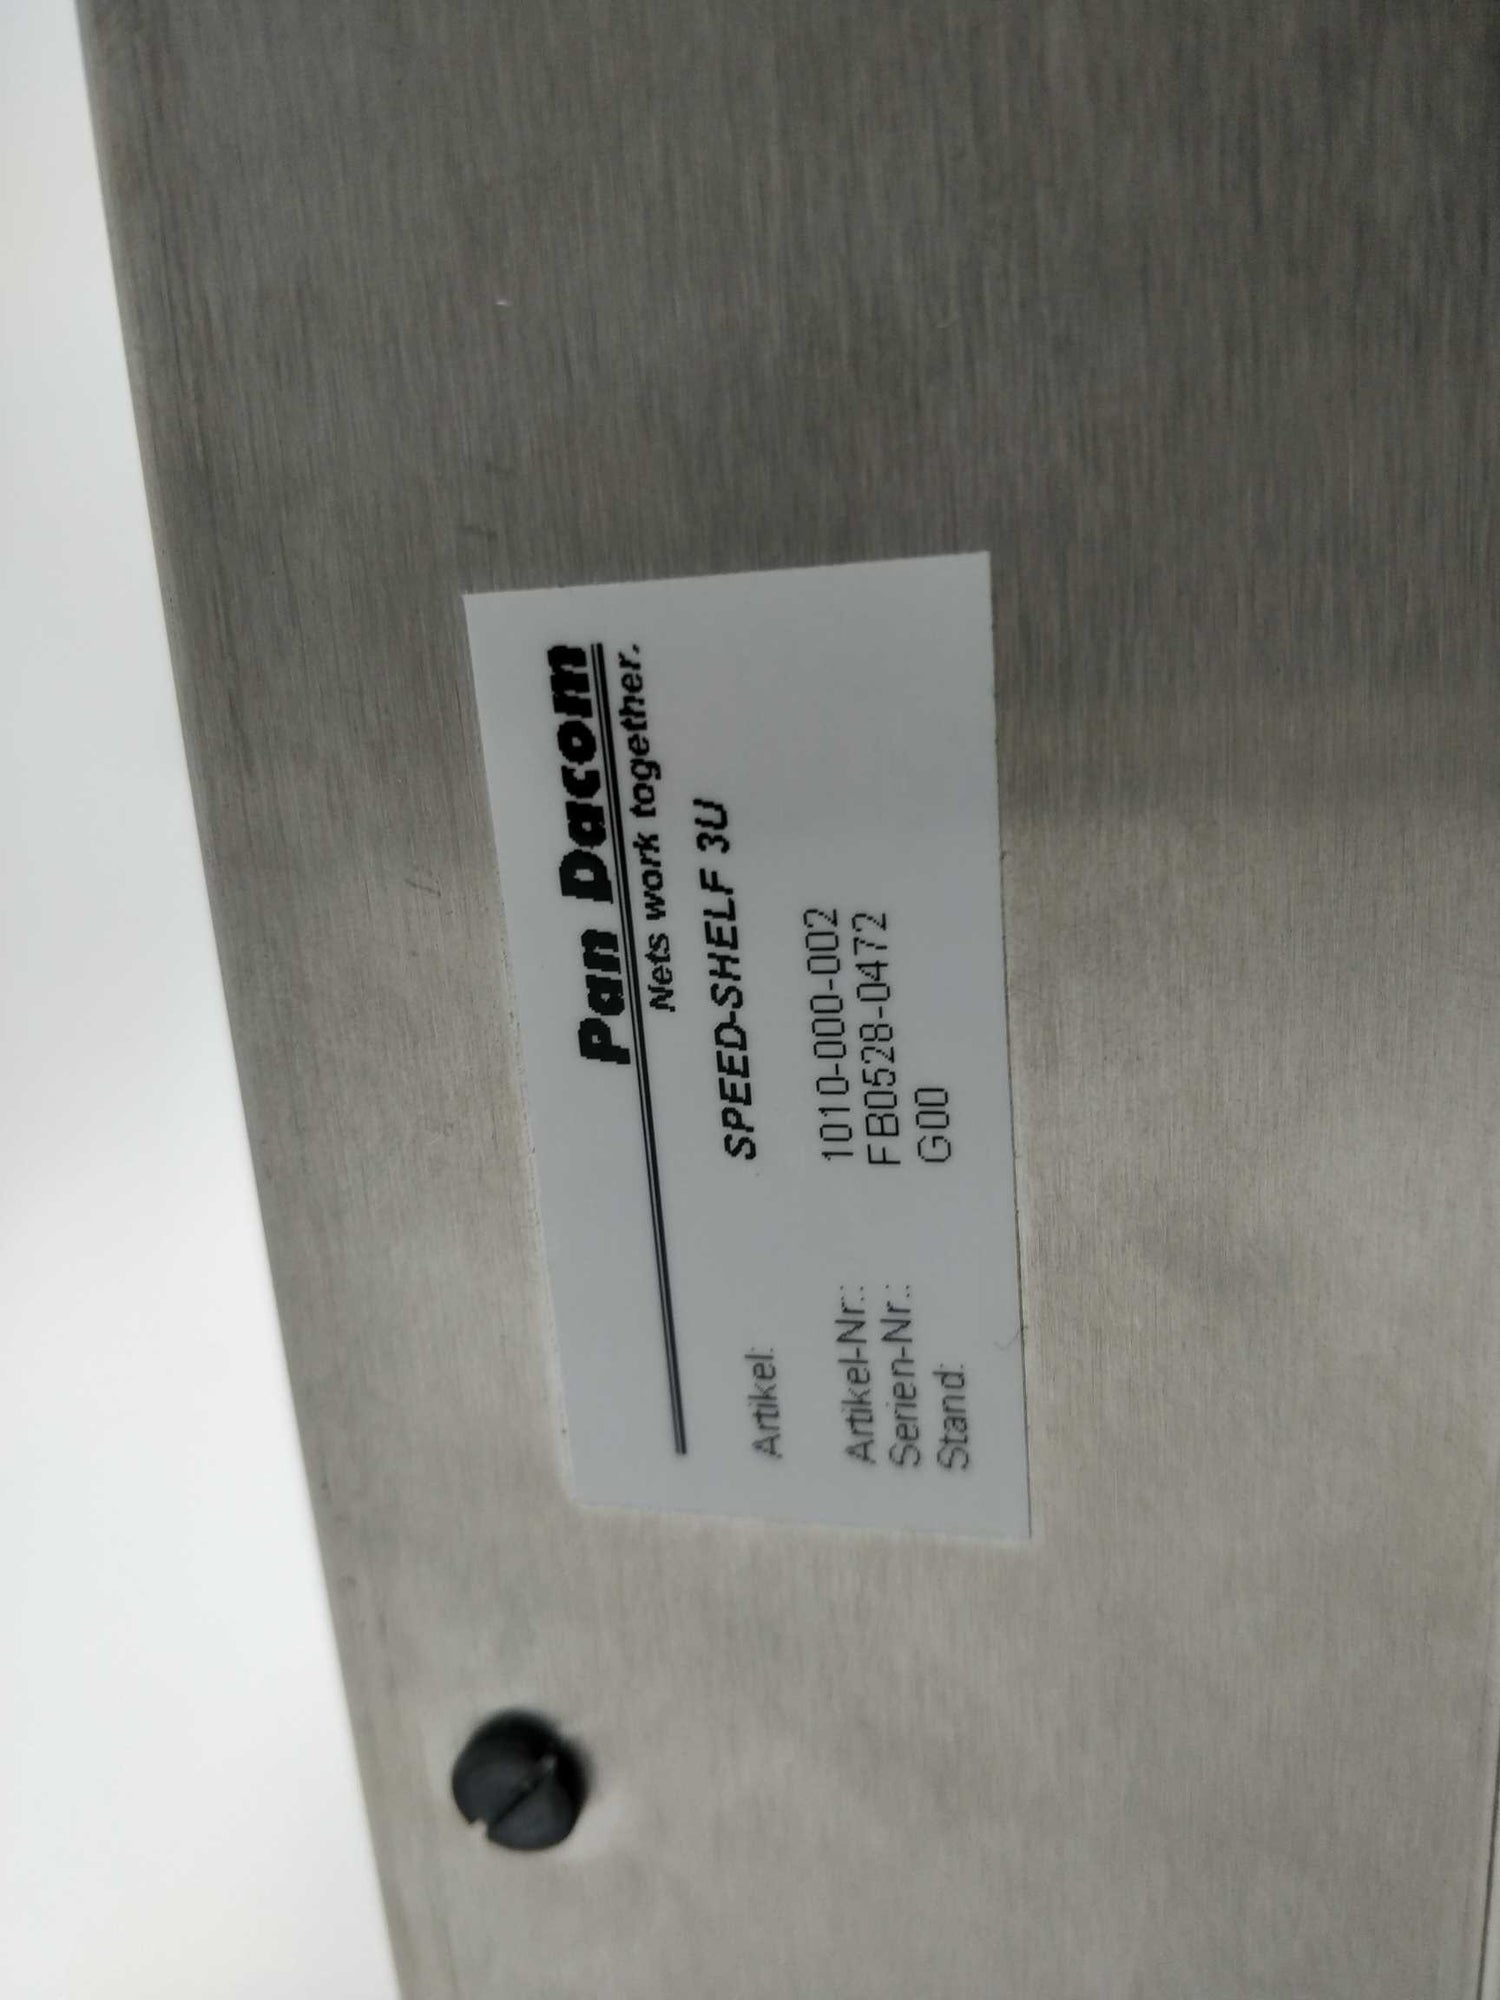 Pan Dacom
Nets work together.
Artikel: SPEED-SHELF 3U
Artikel-Nr.: 1010-000-002
Serien-Nr.: FB0528-0472
Stand: G00